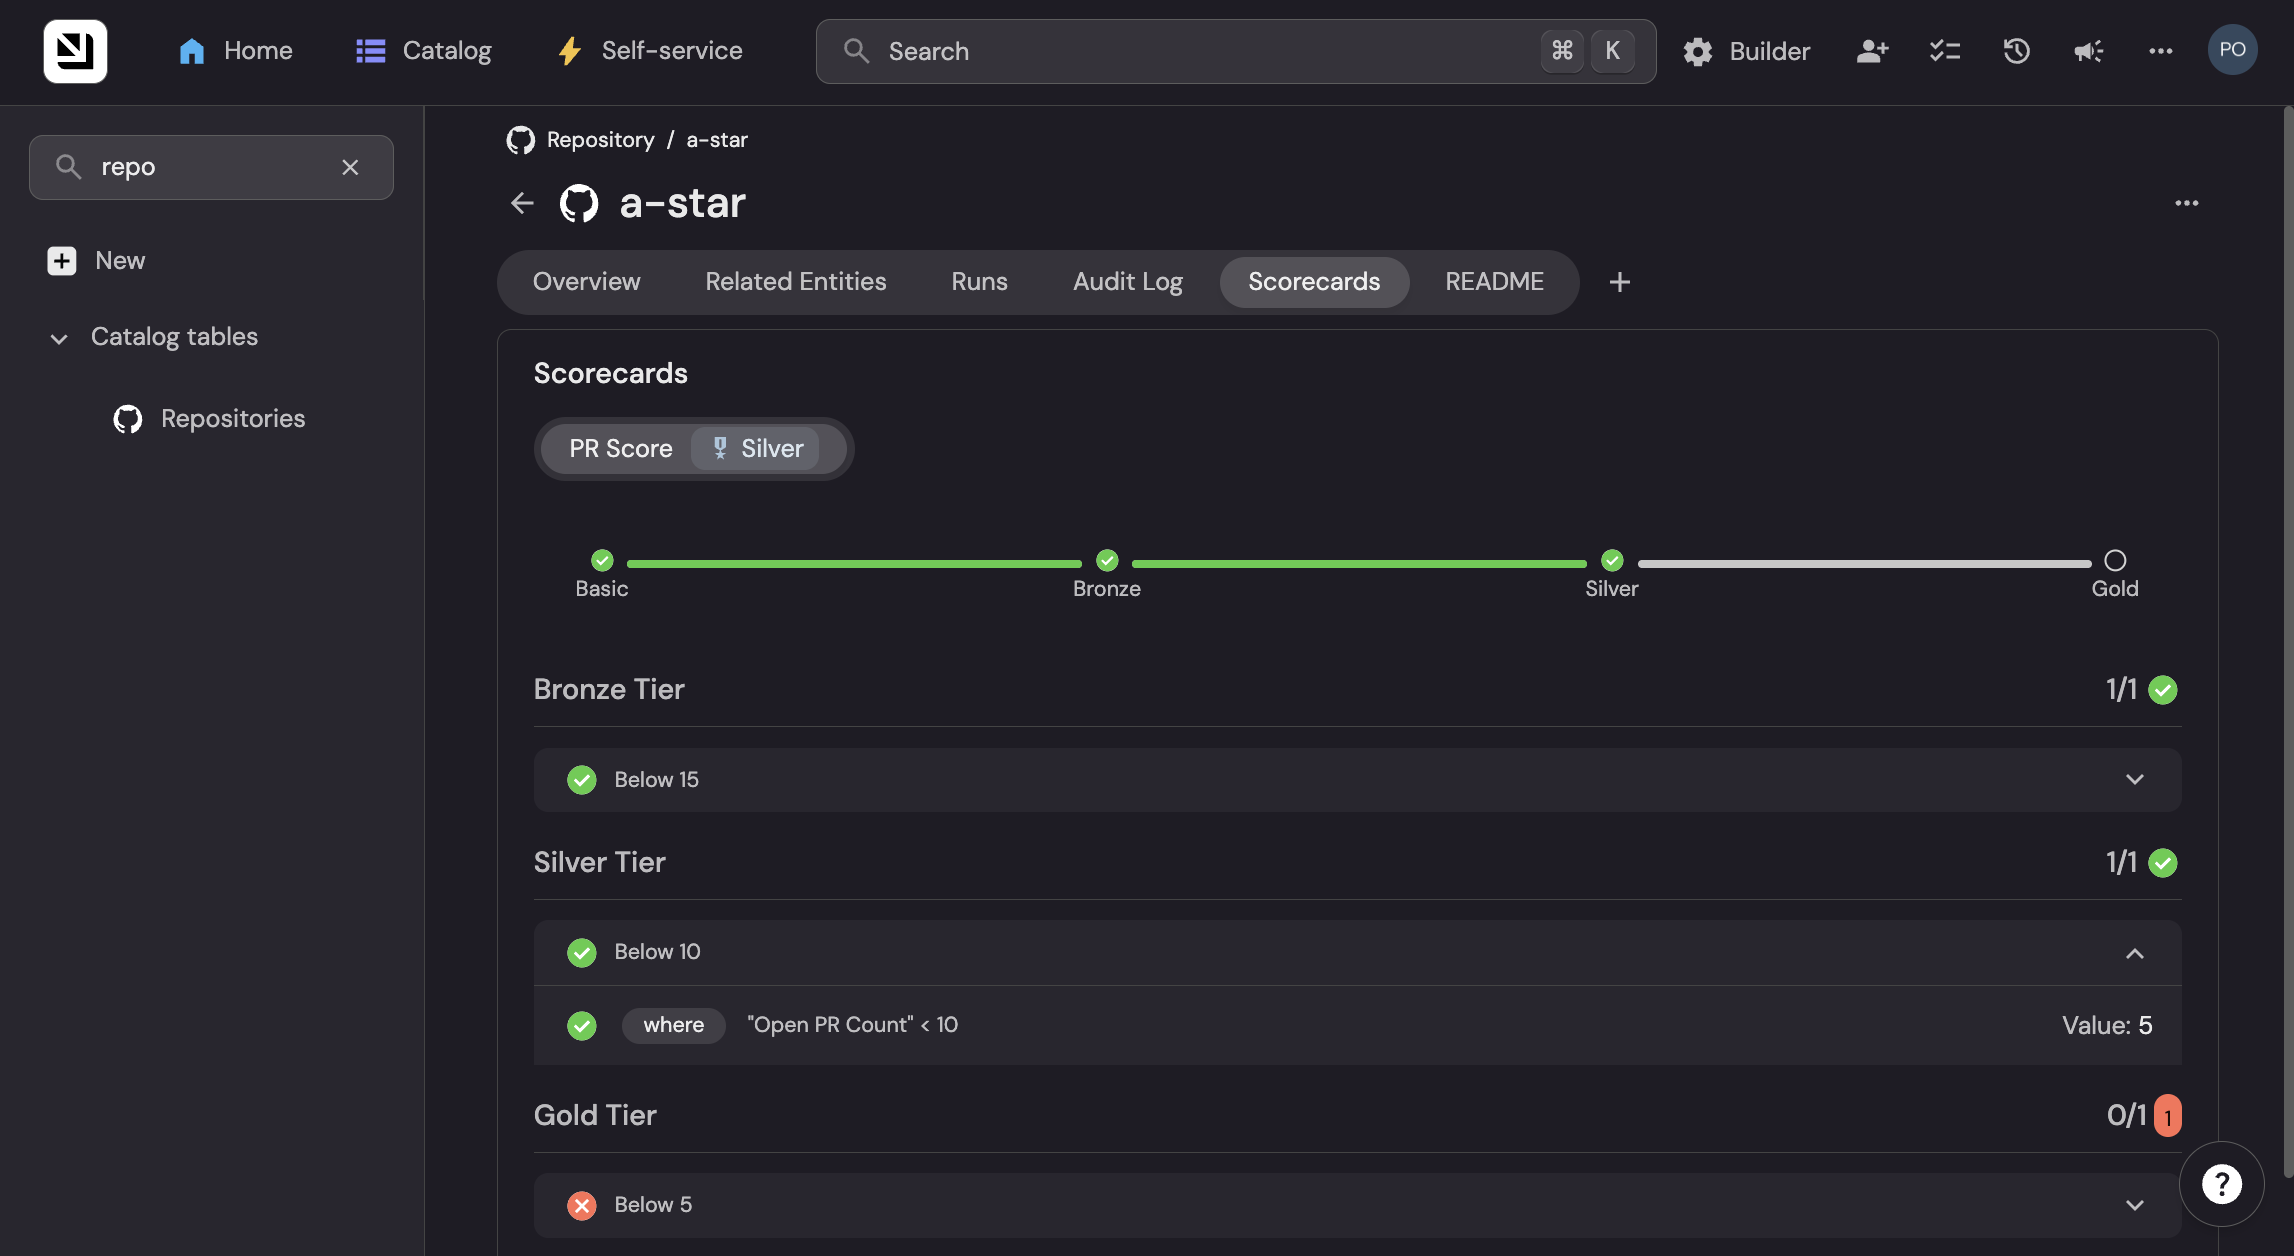 Home
Catalog
Self-service
Search
⌘ K
Builder
PO
repo
New
Catalog tables
Repositories
Repository / a-star
a-star
Overview
Related Entities
Runs
Audit Log
Scorecards
README
Scorecards
PR Score
Silver
Basic
Bronze
Silver
Gold
Bronze Tier
1/1
Below 15
Silver Tier
1/1
Below 10
where "Open PR Count" < 10
Value: 5
Gold Tier
0/1
1
Below 5
?